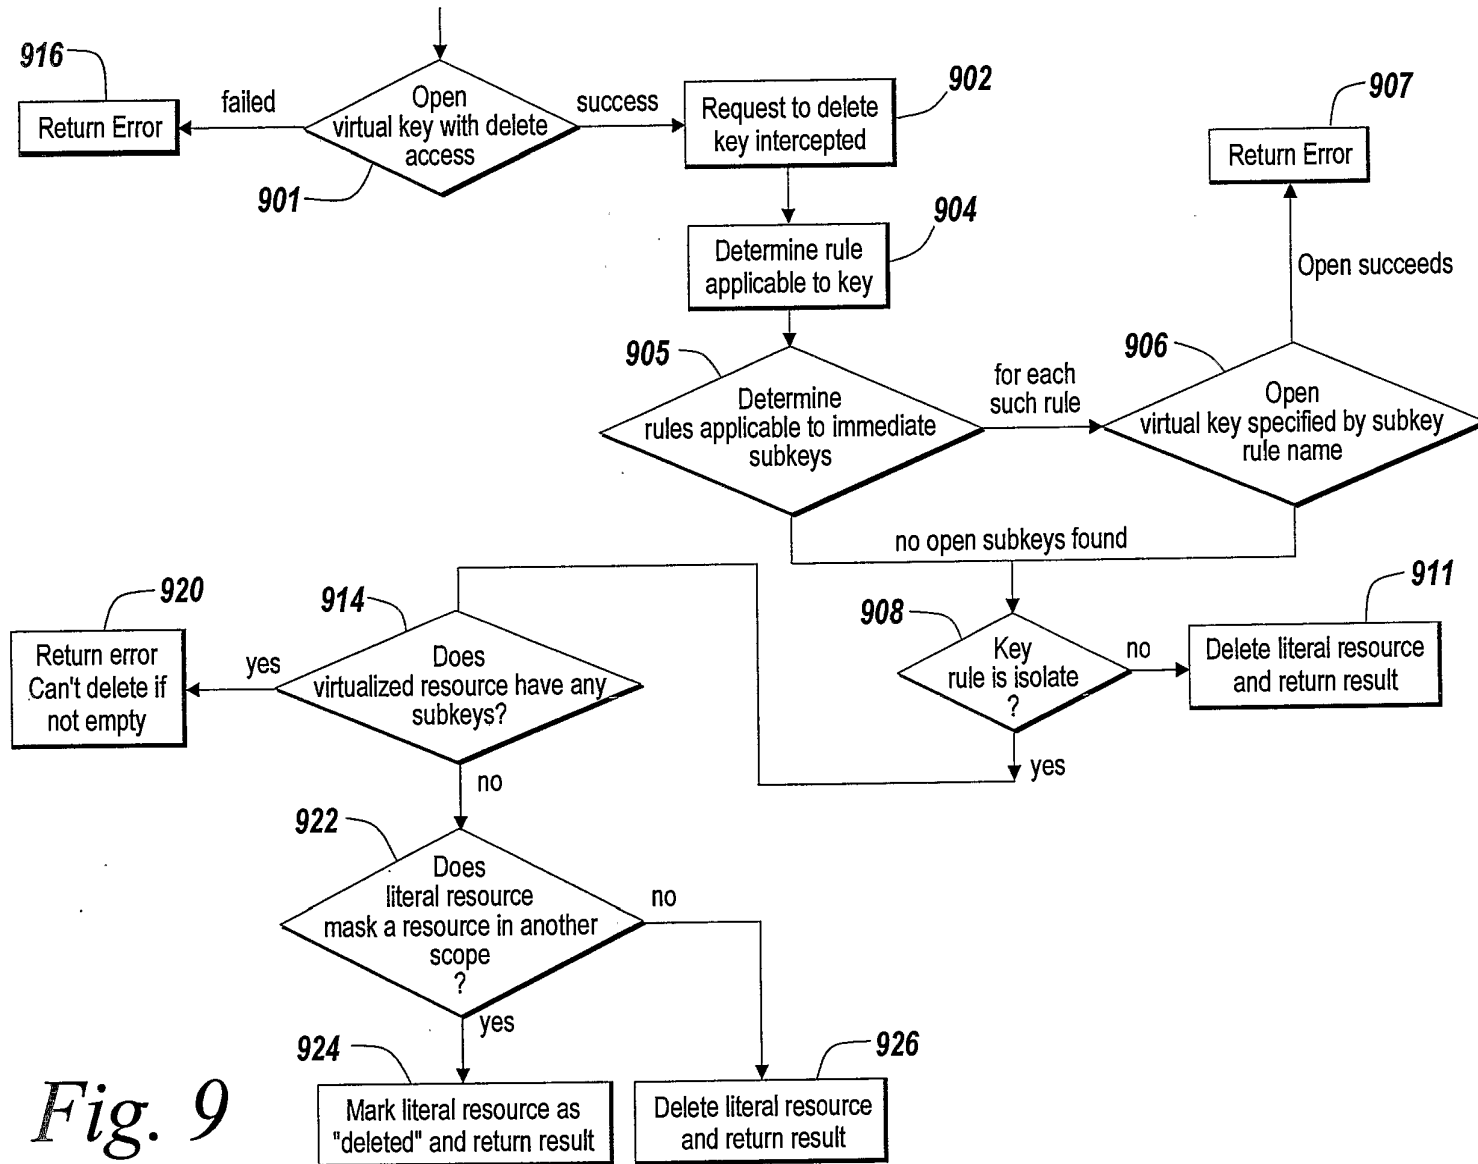 916
Return Error
failed
Open
virtual key with delete
access
901
success
Request to delete
key intercepted
902
907
Return Error
Determine rule
applicable to key
904
Open succeeds
905
Determine
rules applicable to immediate
subkeys
for each
such rule
906
Open
virtual key specified by subkey
rule name
no open subkeys found
920
Return error
Can't delete if
not empty
yes
914
Does
virtualized resource have any
subkeys?
908
Key
rule is isolate
?
no
911
Delete literal resource
and return result
yes
no
922
Does
literal resource
mask a resource in another
scope
?
no
yes
924
Mark literal resource as
"deleted" and return result
926
Delete literal resource
and return result
Fig. 9